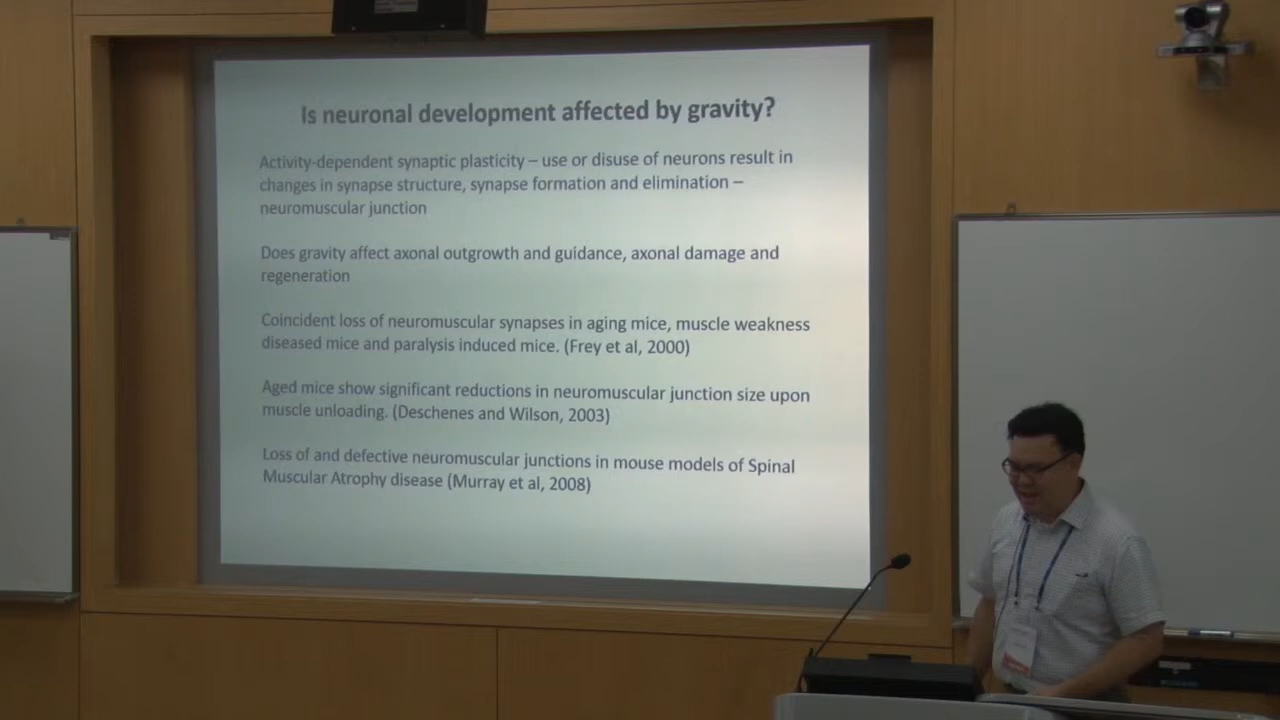 Is neuronal development affected by gravity?
Activity-dependent synaptic plasticity – use or disuse of neurons result in
changes in synapse structure, synapse formation and elimination –
neuromuscular junction
Does gravity affect axonal outgrowth and guidance, axonal damage and
regeneration
Coincident loss of neuromuscular synapses in aging mice, muscle weakness
diseased mice and paralysis induced mice. (Frey et al, 2000)
Aged mice show significant reductions in neuromuscular junction size upon
muscle unloading. (Deschenes and Wilson, 2003)
Loss of and defective neuromuscular junctions in mouse models of Spinal
Muscular Atrophy disease (Murray et al, 2008)